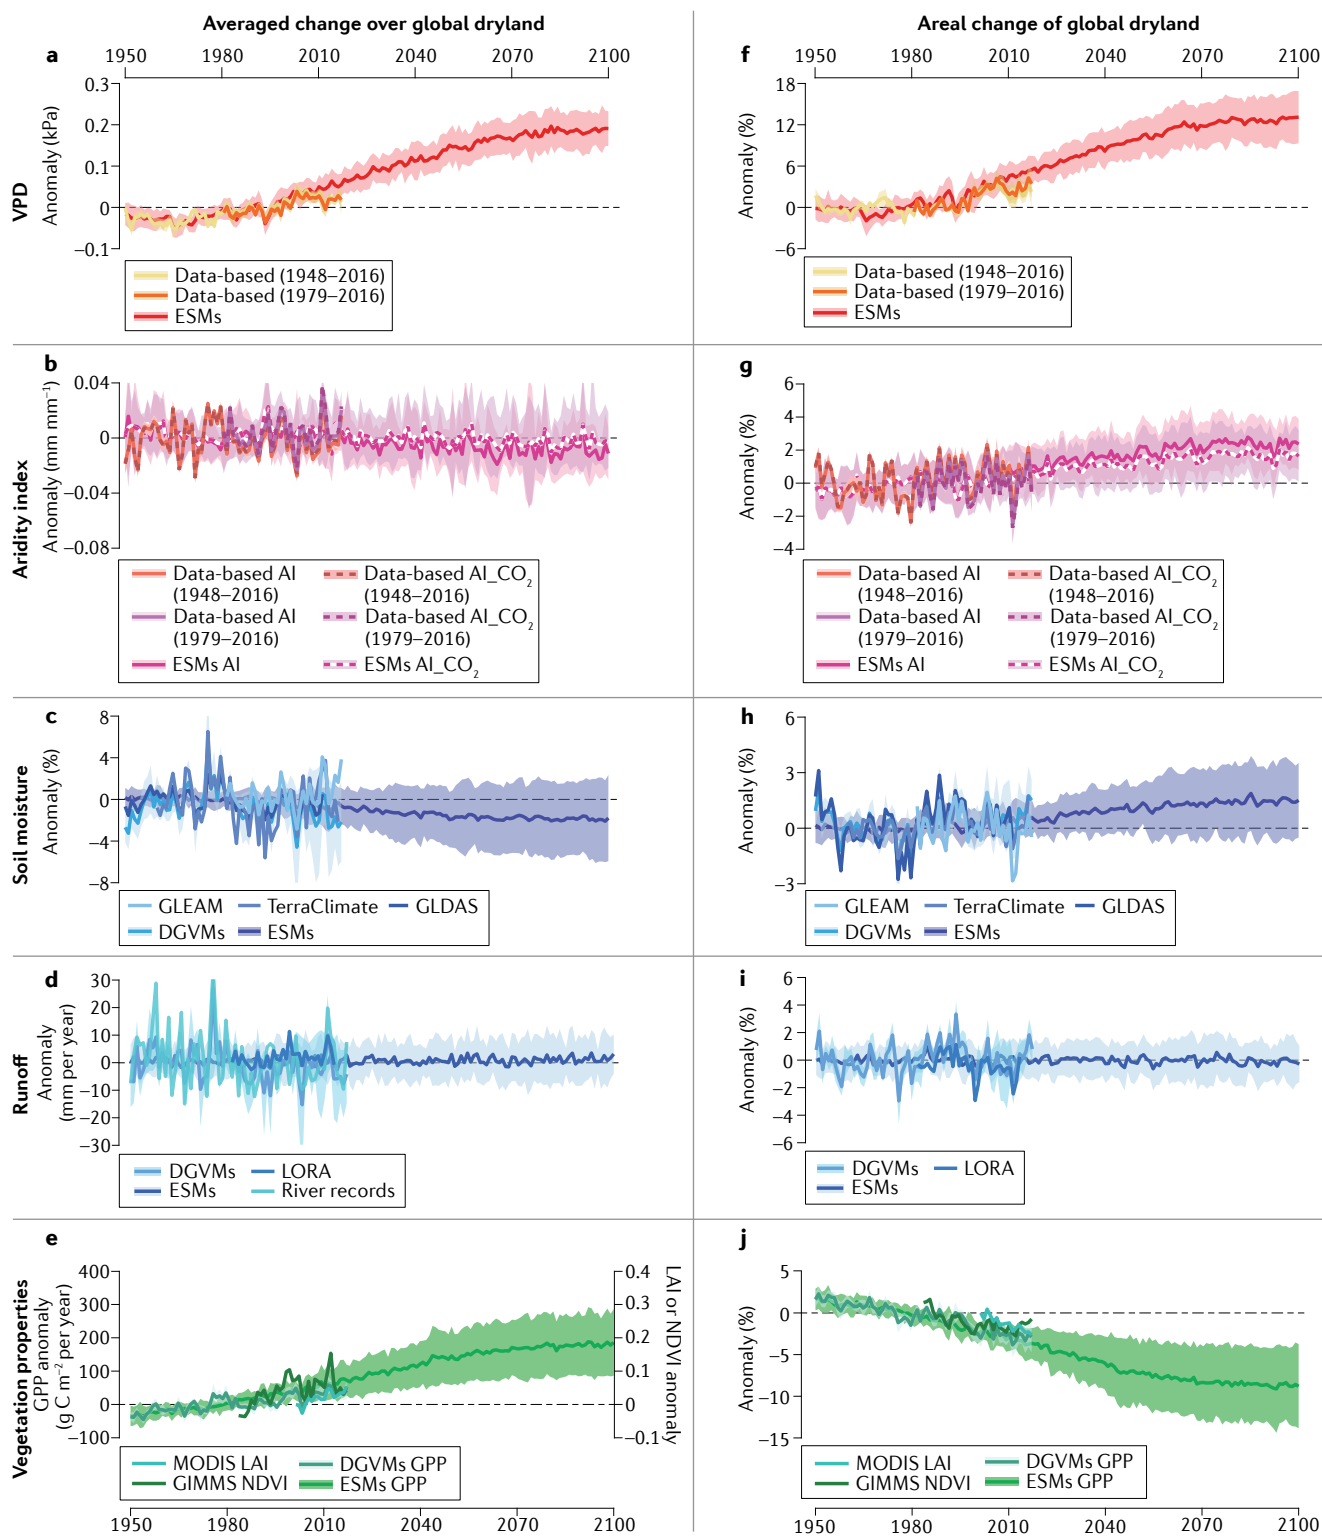 Averaged change over global dryland
Areal change of global dryland
a
1950 1980 2010 2040 2070 2100
0.3
0.2
0.1
0
–0.1
Anomaly (kPa)
VPD
Data-based (1948–2016)
Data-based (1979–2016)
ESMs
f
1950 1980 2010 2040 2070 2100
18
12
6
0
–6
Anomaly (%)
Data-based (1948–2016)
Data-based (1979–2016)
ESMs
b
0.04
0
–0.04
–0.08
Anomaly (mm mm⁻¹)
Aridity index
Data-based AI
(1948–2016)
Data-based AI_CO₂
(1948–2016)
Data-based AI
(1979–2016)
Data-based AI_CO₂
(1979–2016)
ESMs AI
ESMs AI_CO₂
g
6
4
2
0
–2
–4
Anomaly (%)
Data-based AI
(1948–2016)
Data-based AI_CO₂
(1948–2016)
Data-based AI
(1979–2016)
Data-based AI_CO₂
(1979–2016)
ESMs AI
ESMs AI_CO₂
c
8
4
0
–4
–8
Anomaly (%)
Soil moisture
GLEAM TerraClimate GLDAS
DGVMs ESMs
h
6
3
0
–3
Anomaly (%)
GLEAM TerraClimate GLDAS
DGVMs ESMs
d
30
20
10
0
–10
–20
–30
Anomaly
(mm per year)
Runoff
DGVMs LORA
ESMs River records
i
6
4
2
0
–2
–4
–6
Anomaly (%)
DGVMs LORA
ESMs
e
400
300
200
100
0
–100
GPP anomaly
(g C m⁻² per year)
Vegetation properties
0.4
0.3
0.2
0.1
0
–0.1
LAI or NDVI anomaly
MODIS LAI DGVMs GPP
GIMMS NDVI ESMs GPP
1950 1980 2010 2040 2070 2100
j
5
0
–5
–10
–15
Anomaly (%)
MODIS LAI DGVMs GPP
GIMMS NDVI ESMs GPP
1950 1980 2010 2040 2070 2100